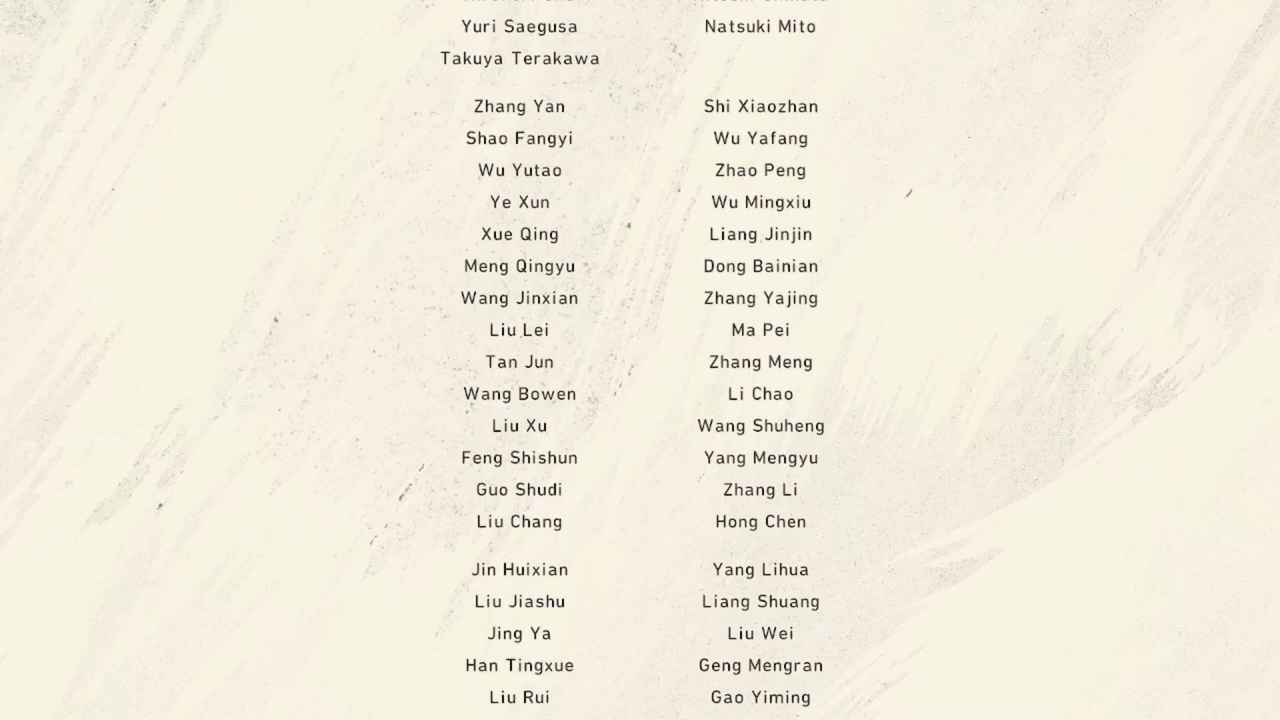 Yuri Saegusa Natsuki Mito
Takuya Terakawa
Zhang Yan Shi Xiaozhan
Shao Fangyi Wu Yafang
Wu Yutao Zhao Peng
Ye Xun Wu Mingxiu
Xue Qing Liang Jinjin
Meng Qingyu Dong Bainian
Wang Jinxian Zhang Yajing
Liu Lei Ma Pei
Tan Jun Zhang Meng
Wang Bowen Li Chao
Liu Xu Wang Shuheng
Feng Shishun Yang Mengyu
Guo Shudi Zhang Li
Liu Chang Hong Chen
Jin Huixian Yang Lihua
Liu Jiashu Liang Shuang
Jing Ya Liu Wei
Han Tingxue Geng Mengran
Liu Rui Gao Yiming